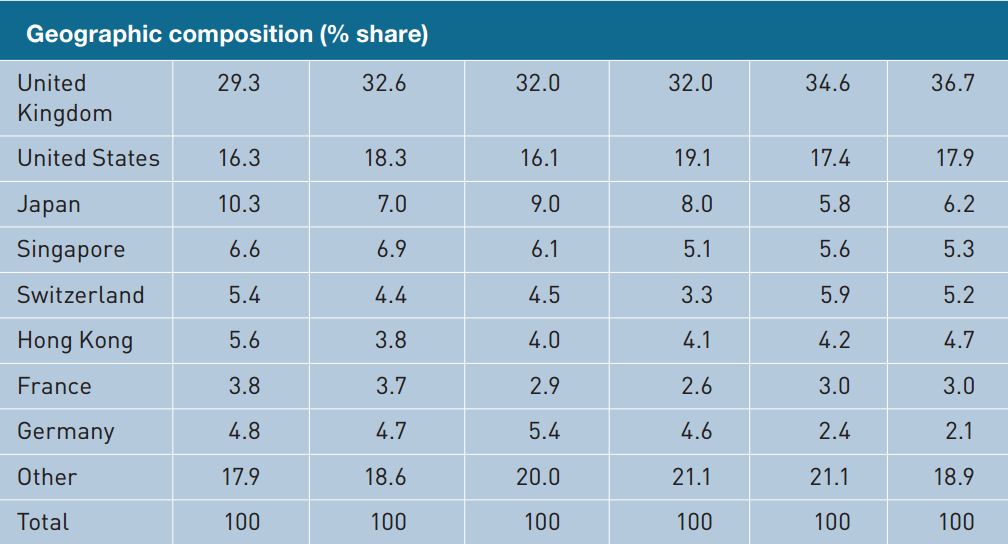 Geographic composition (% share)
United Kingdom 29.3 32.6 32.0 32.0 34.6 36.7
United States 16.3 18.3 16.1 19.1 17.4 17.9
Japan 10.3 7.0 9.0 8.0 5.8 6.2
Singapore 6.6 6.9 6.1 5.1 5.6 5.3
Switzerland 5.4 4.4 4.5 3.3 5.9 5.2
Hong Kong 5.6 3.8 4.0 4.1 4.2 4.7
France 3.8 3.7 2.9 2.6 3.0 3.0
Germany 4.8 4.7 5.4 4.6 2.4 2.1
Other 17.9 18.6 20.0 21.1 21.1 18.9
Total 100 100 100 100 100 100